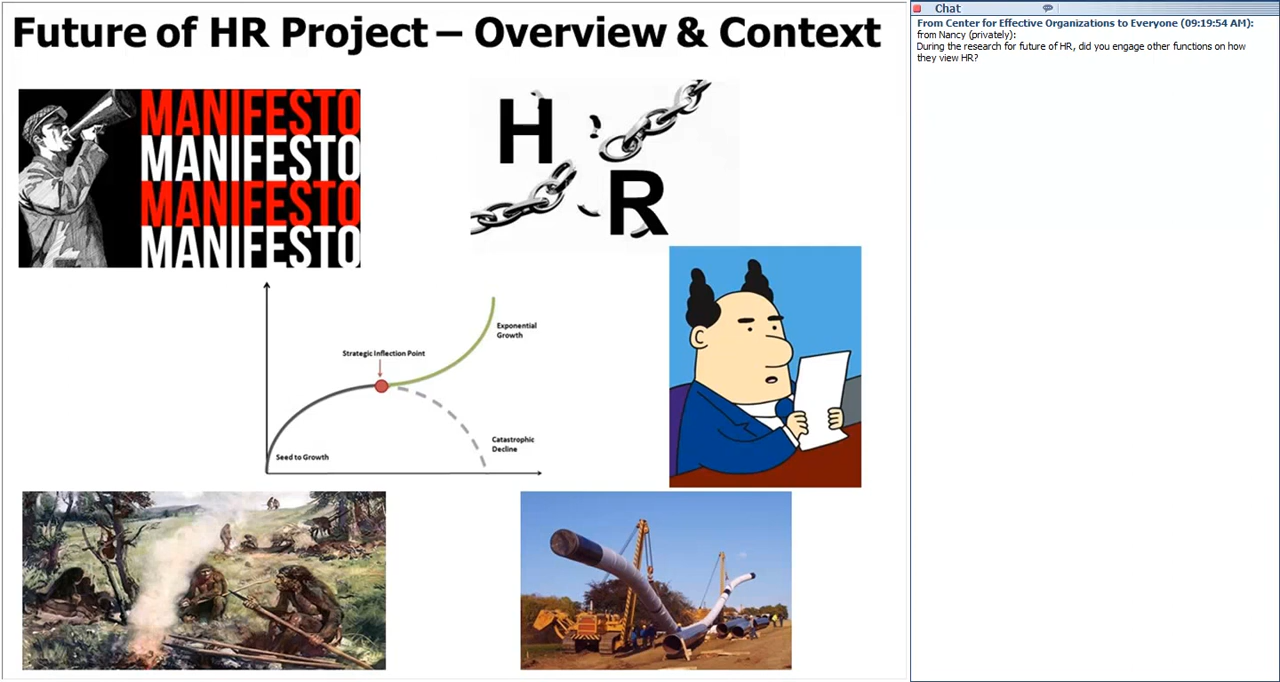 Future of HR Project – Overview & Context
MANIFESTO
MANIFESTO
MANIFESTO
MANIFESTO
H
R
Exponential
Growth
Strategic Inflection Point
Catastrophic
Decline
Seed to Growth
Chat
From Center for Effective Organizations to Everyone (09:19:54 AM):
from Nancy (privately):
During the research for future of HR, did you engage other functions on how
they view HR?